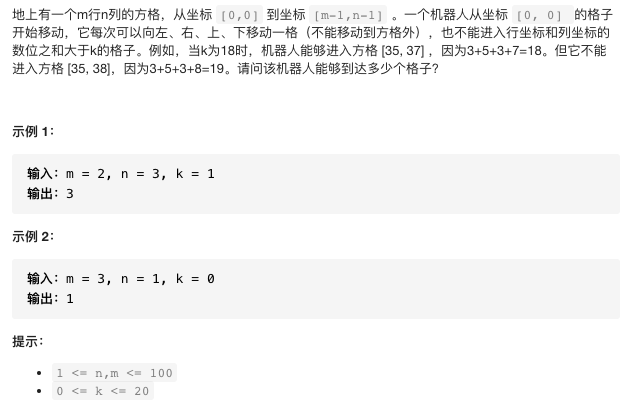 地上有一个m行n列的方格，从坐标 [0,0] 到坐标 [m-1,n-1] 。一个机器人从坐标 [0, 0] 的格子
开始移动，它每次可以向左、右、上、下移动一格（不能移动到方格外），也不能进入行坐标和列坐标的
数位之和大于k的格子。例如，当k为18时，机器人能够进入方格 [35, 37] ，因为3+5+3+7=18。但它不能
进入方格 [35, 38]，因为3+5+3+8=19。请问该机器人能够到达多少个格子？
示例 1：
输入：m = 2, n = 3, k = 1
输出：3
示例 2：
输入：m = 3, n = 1, k = 0
输出：1
提示：
1 <= n,m <= 100
0 <= k <= 20